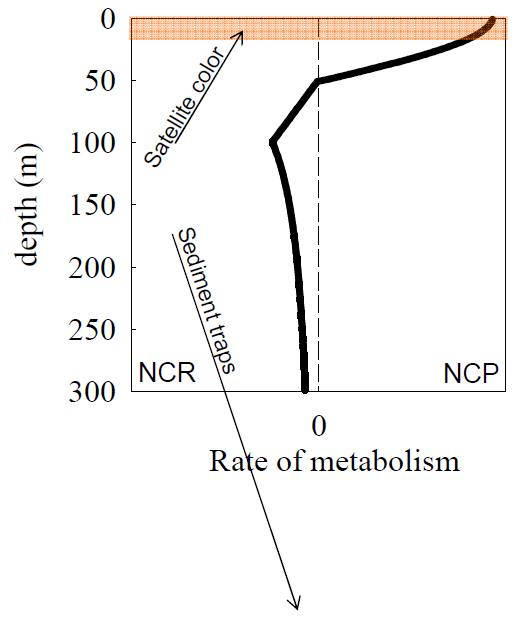 0
50
100
150
200
250
300
depth (m)
Satellite color
Sediment traps
NCR
NCP
0
Rate of metabolism